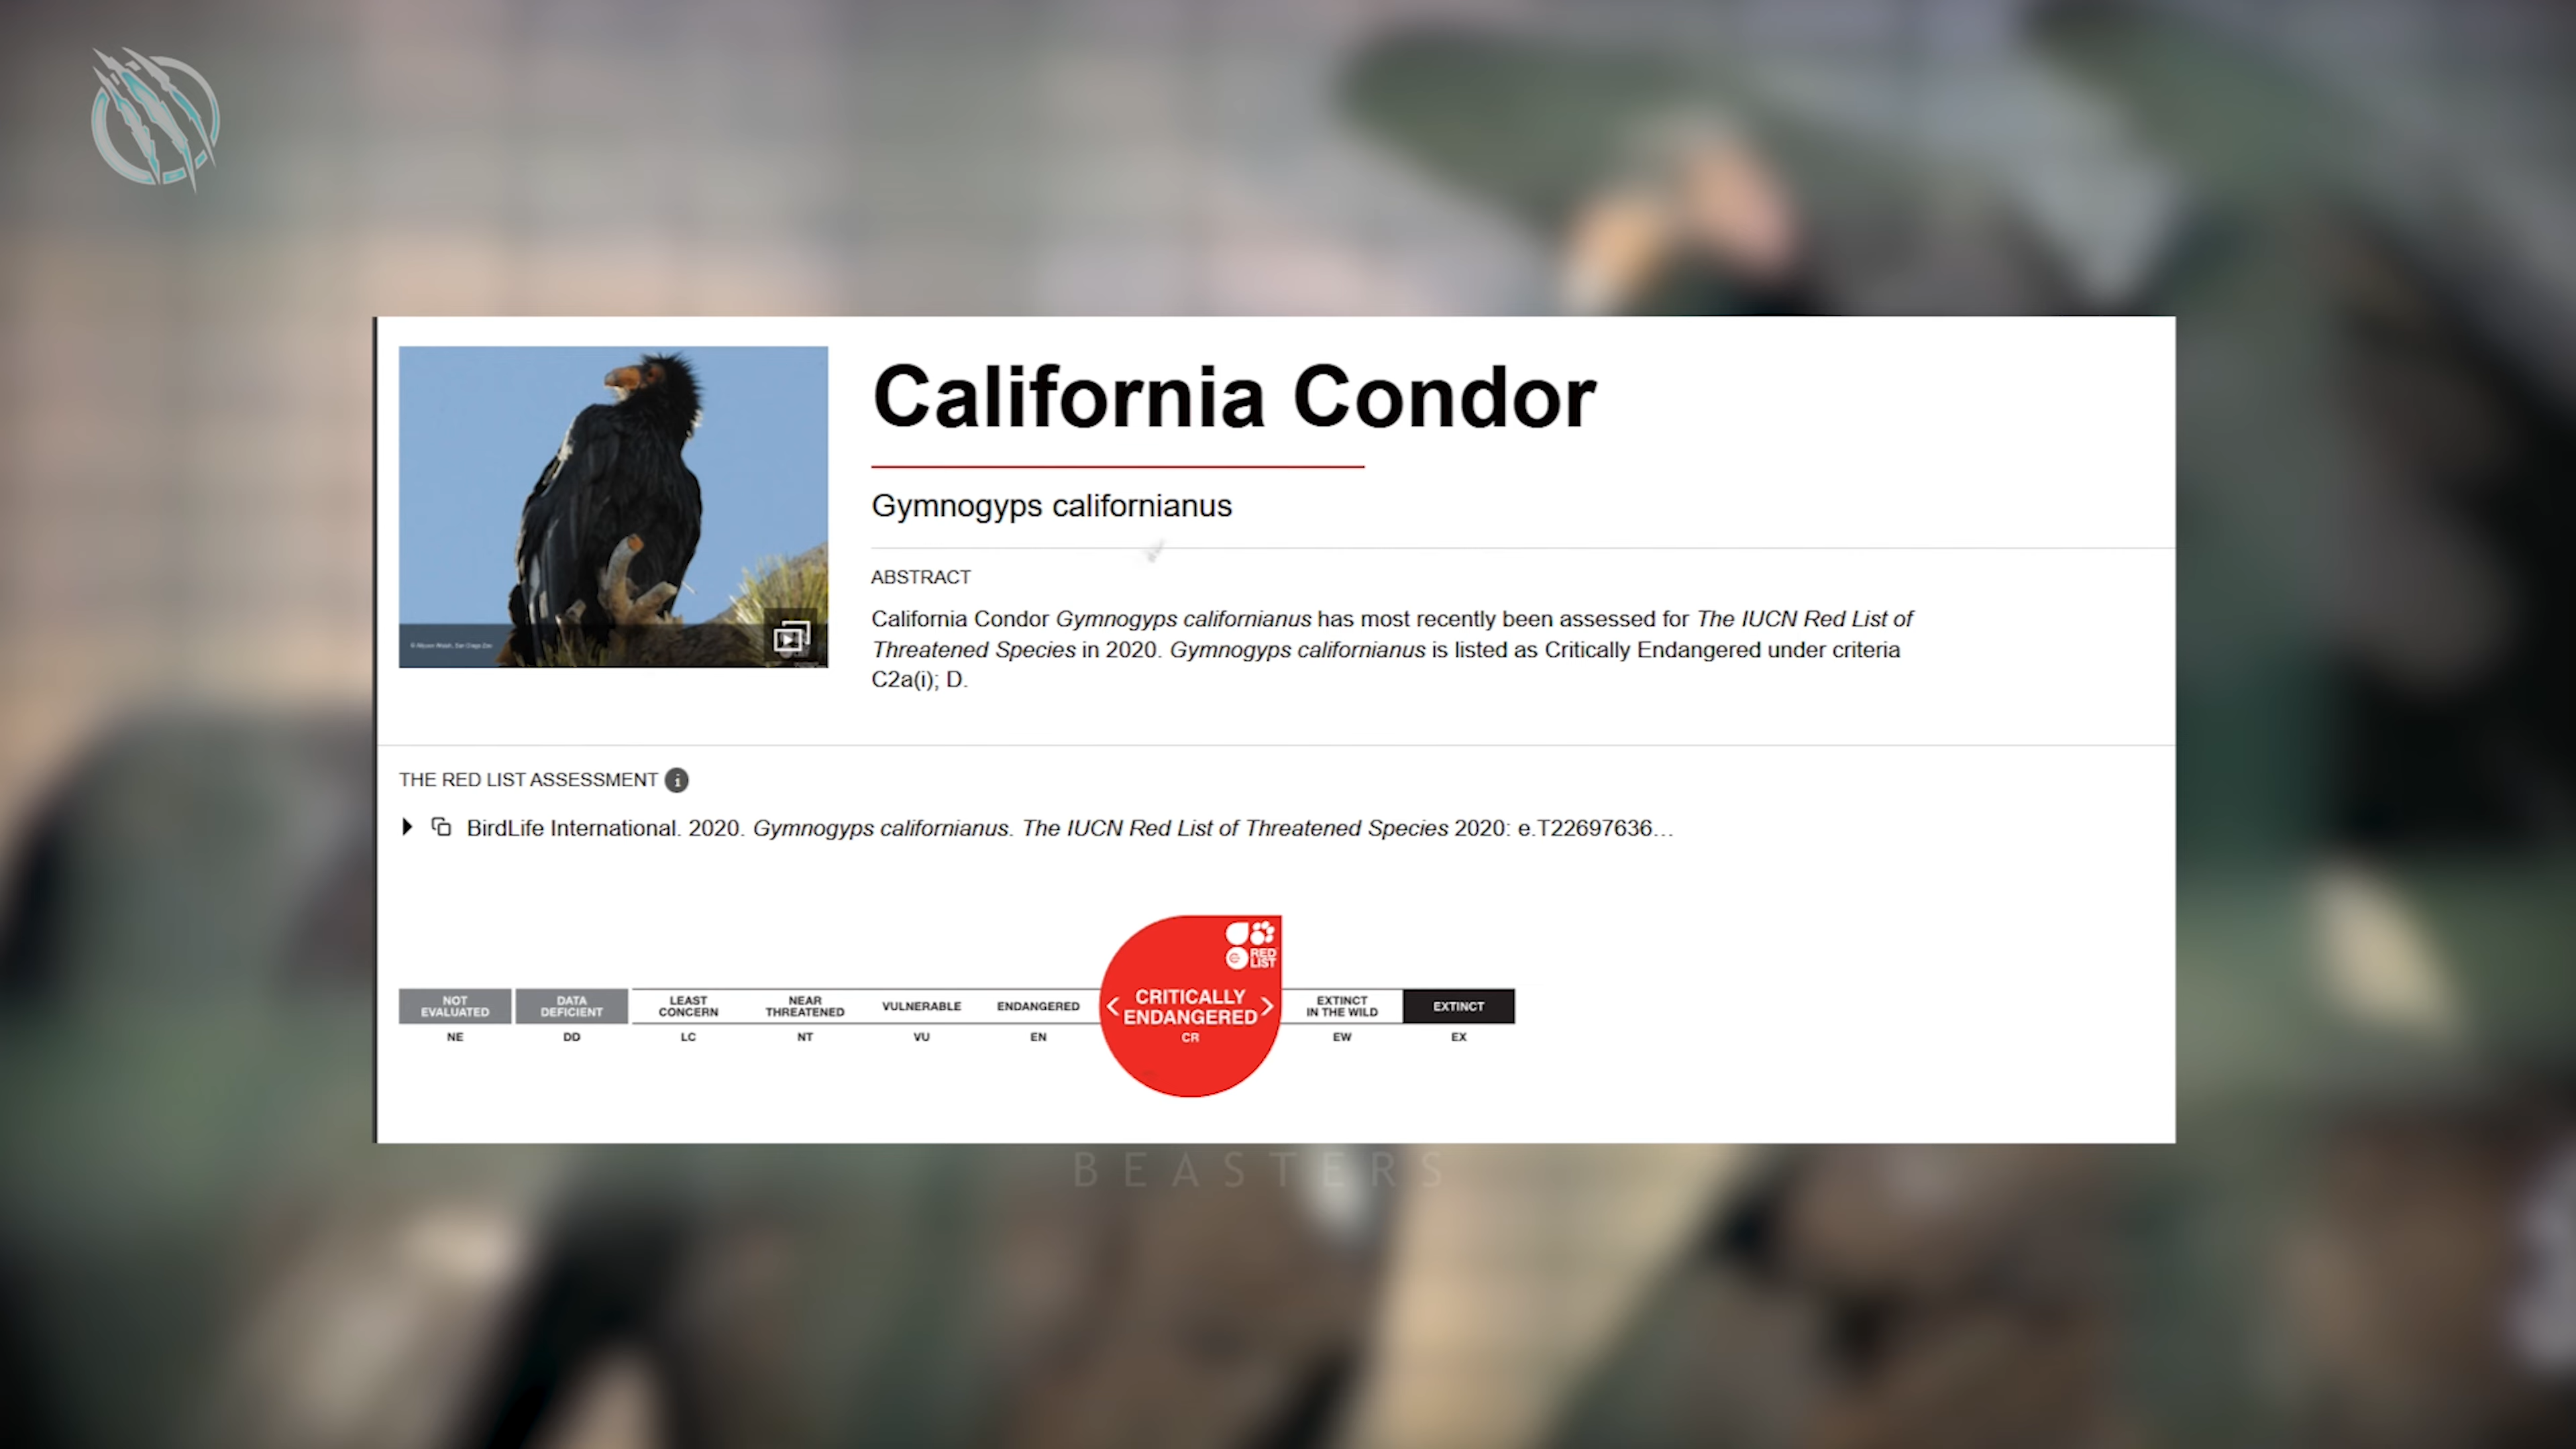 California Condor
Gymnogyps californianus
ABSTRACT
California Condor Gymnogyps californianus has most recently been assessed for The IUCN Red List of
Threatened Species in 2020. Gymnogyps californianus is listed as Critically Endangered under criteria
C2a(i); D.
THE RED LIST ASSESSMENT i
BirdLife International. 2020. Gymnogyps californianus. The IUCN Red List of Threatened Species 2020: e.T22697636...
RED
LIST
NOT
EVALUATED
DATA
DEFICIENT
LEAST
CONCERN
NEAR
THREATENED
VULNERABLE
ENDANGERED
< CRITICALLY
ENDANGERED >
EXTINCT
IN THE WILD
EXTINCT
NE
DD
LC
NT
VU
EN
CR
EW
EX
BEASTERS